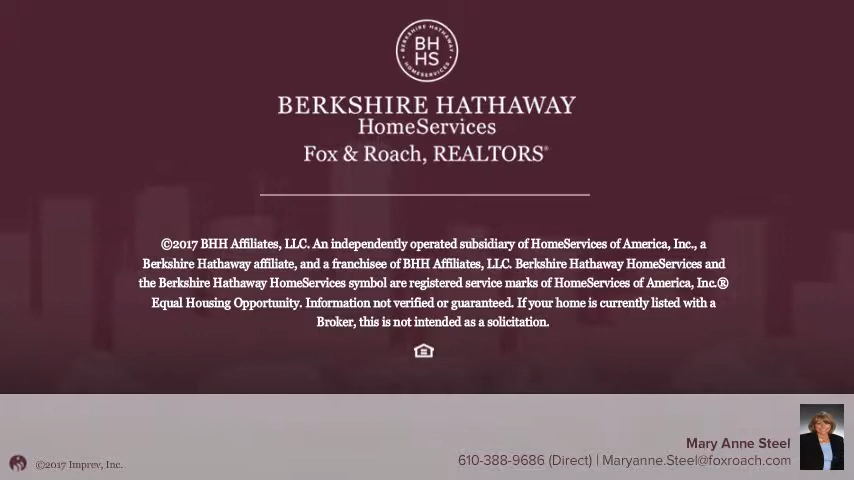 BERKSHIRE HATHAWAY
BH
HS
HOMESERVICES
BERKSHIRE HATHAWAY
HomeServices
Fox & Roach, REALTORS®
©2017 BHH Affiliates, LLC. An independently operated subsidiary of HomeServices of America, Inc., a
Berkshire Hathaway affiliate, and a franchisee of BHH Affiliates, LLC. Berkshire Hathaway HomeServices and
the Berkshire Hathaway HomeServices symbol are registered service marks of HomeServices of America, Inc.®
Equal Housing Opportunity. Information not verified or guaranteed. If your home is currently listed with a
Broker, this is not intended as a solicitation.
Mary Anne Steel
610-388-9686 (Direct) | Maryanne.Steel@foxroach.com
©2017 Imprev, Inc.